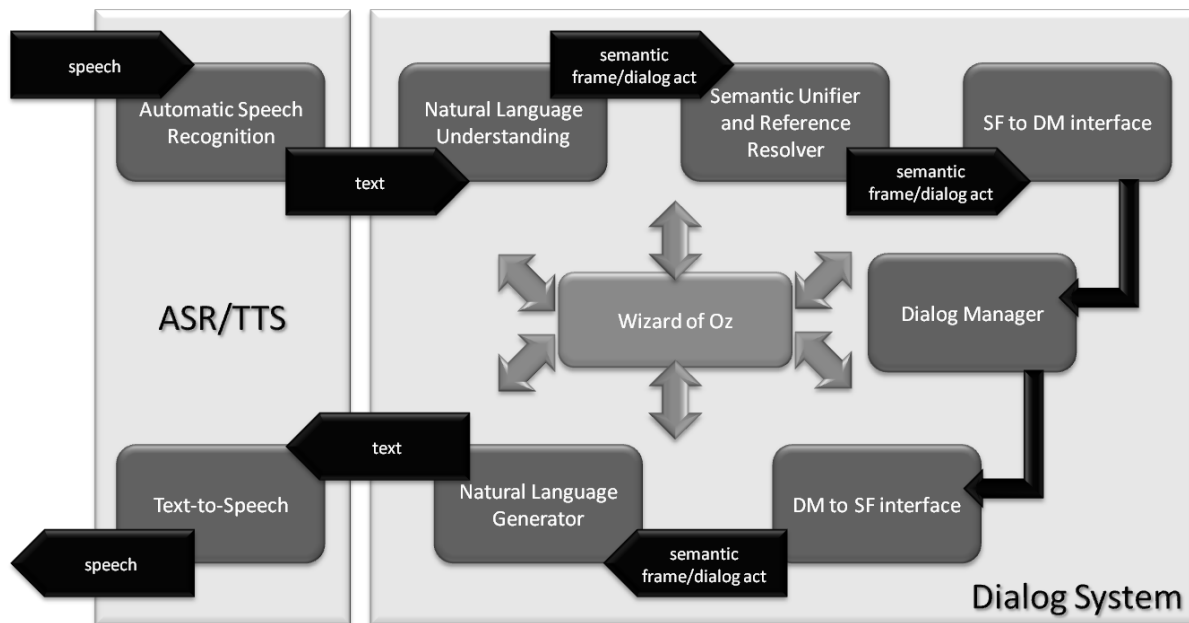 speech
Automatic Speech
Recognition
text
Natural Language
Understanding
semantic
frame/dialog act
Semantic Unifier
and Reference
Resolver
semantic
frame/dialog act
SF to DM interface
ASR/TTS
Wizard of Oz
Dialog Manager
Text-to-Speech
speech
text
Natural Language
Generator
semantic
frame/dialog act
DM to SF interface
Dialog System